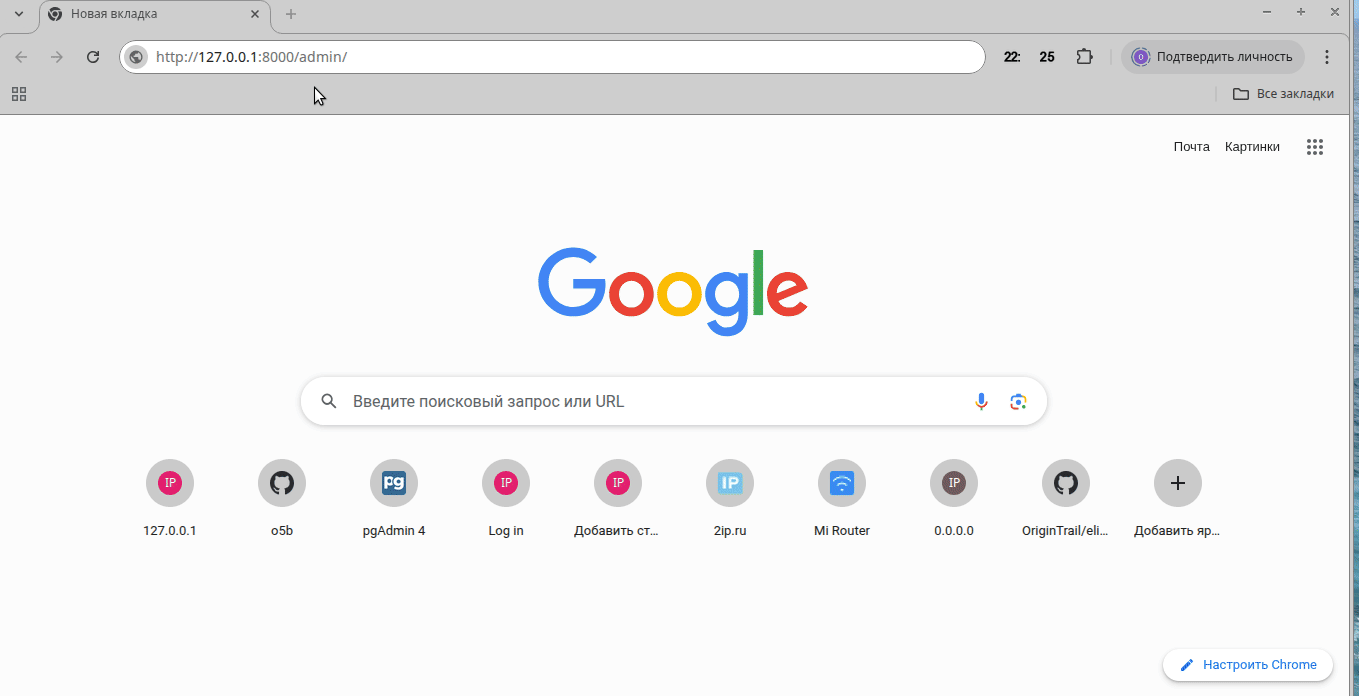 Новая вкладка
http://127.0.0.1:8000/admin/
22: 25
Подтвердить личность
Все закладки
Почта Картинки
Google
Введите поисковый запрос или URL
IP pg IP IP IP IP
127.0.0.1 o5b pgAdmin 4 Log in Добавить ст... 2ip.ru Mi Router 0.0.0.0 OriginTrail/eli... Добавить яр...
Настроить Chrome